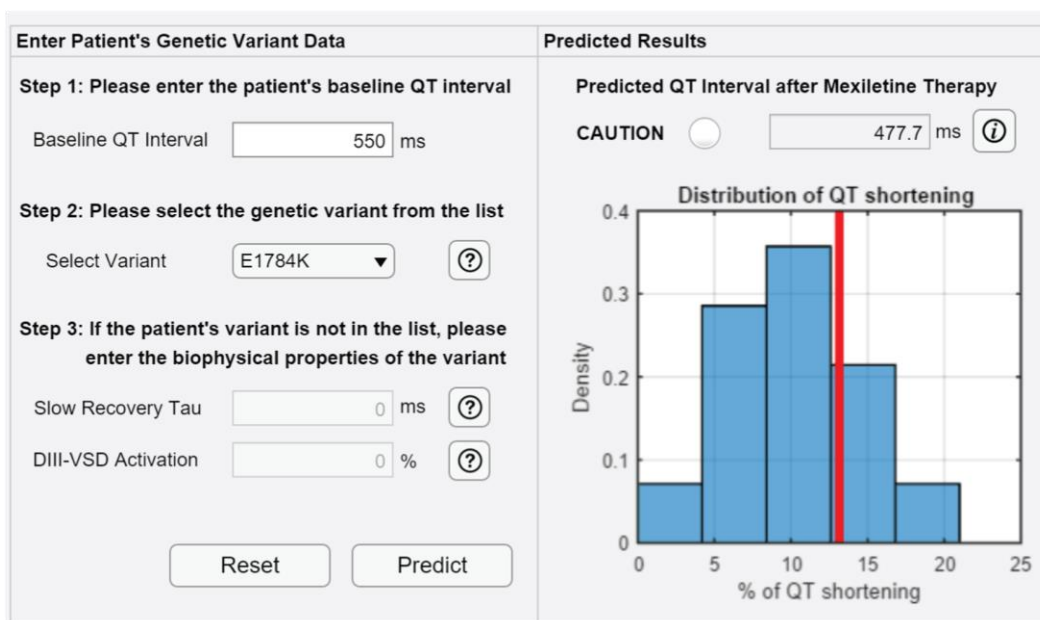 Enter Patient's Genetic Variant Data
Step 1: Please enter the patient's baseline QT interval
Baseline QT Interval 550 ms
Step 2: Please select the genetic variant from the list
Select Variant E1784K ?
Step 3: If the patient's variant is not in the list, please
enter the biophysical properties of the variant
Slow Recovery Tau 0 ms ?
DIII-VSD Activation 0 % ?
Reset Predict
Predicted Results
Predicted QT Interval after Mexiletine Therapy
CAUTION 477.7 ms i
Distribution of QT shortening
0.4
0.3
0.2
0.1
0
Density
0 5 10 15 20 25
% of QT shortening